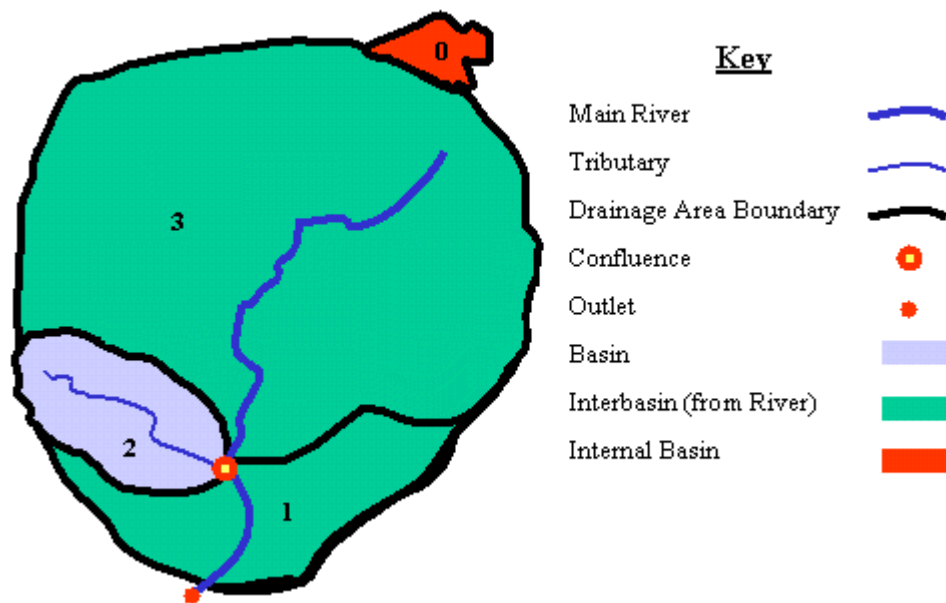 0
Key
Main River
Tributary
3
Drainage Area Boundary
Confluence
Outlet
Basin
Interbasin (from River)
2
Internal Basin
1